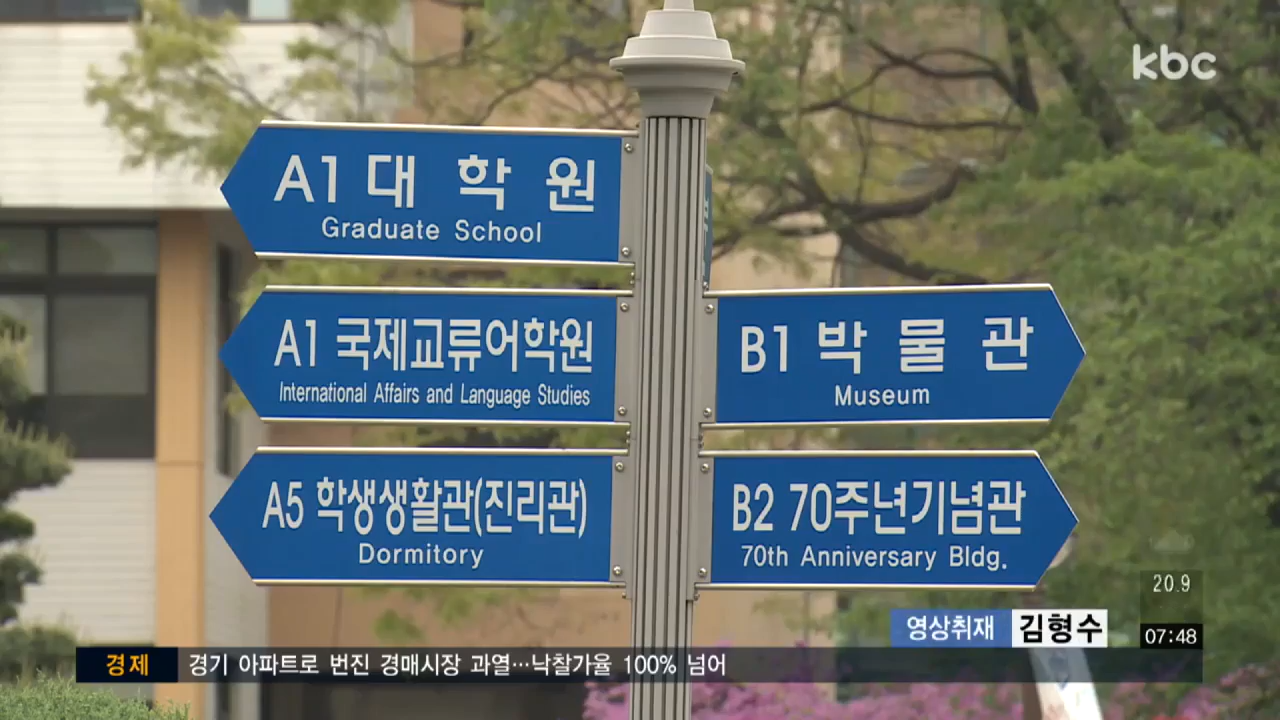 kbc
A1 대학원
Graduate School
A1 국제교류어학원
International Affairs and Language Studies
B1 박물관
Museum
A5 학생생활관(진리관)
Dormitory
B2 70주년기념관
70th Anniversary Bldg.
20.9
영상취재 김형수
07:48
경제 경기 아파트로 번진 경매시장 과열…낙찰가율 100% 넘어